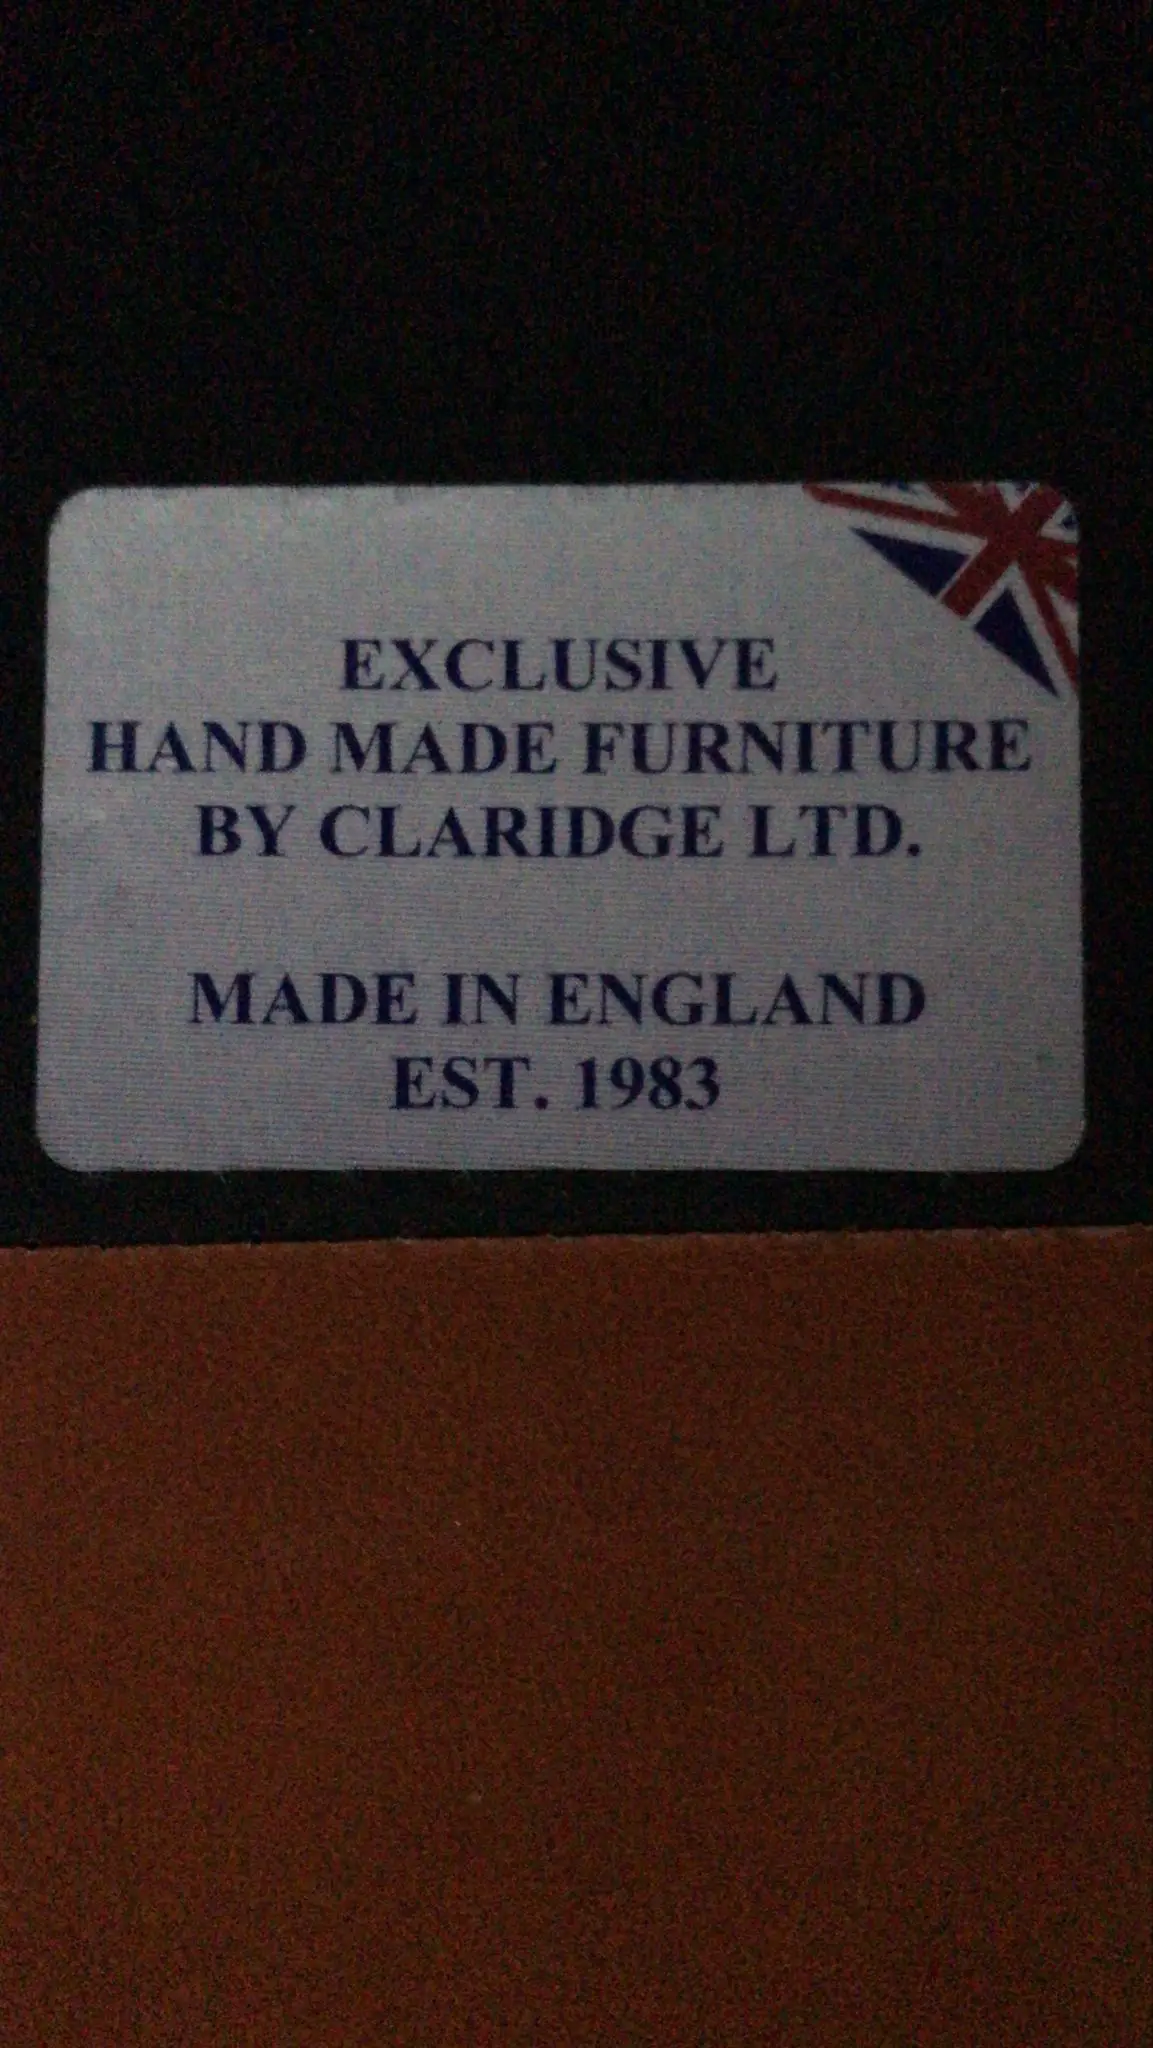 EXCLUSIVE
HAND MADE FURNITURE
BY CLARIDGE LTD.
MADE IN ENGLAND
EST. 1983